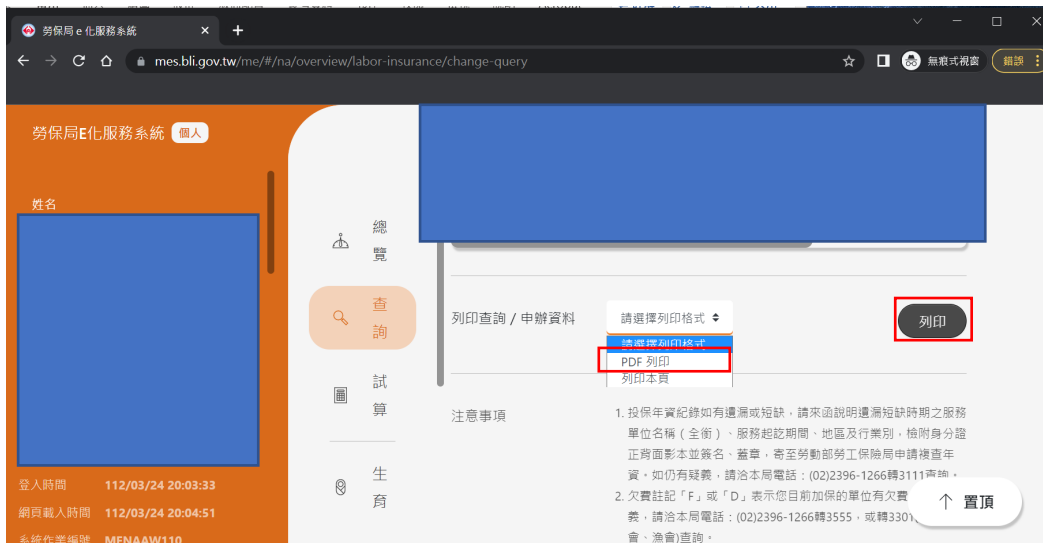 勞保局 e 化服務系統
mes.bli.gov.tw/me/#/na/overview/labor-insurance/change-query
無痕式視窗
錯誤
勞保局E化服務系統 個人
姓名
登入時間 112/03/24 20:03:33
網頁載入時間 112/03/24 20:04:51
系統作業編號 MENAAW110
總
覽
查
詢
試
算
生
育
列印查詢 / 申辦資料
請選擇列印格式
請選擇列印格式
PDF 列印
列印本頁
列印
注意事項
1. 投保年資紀錄如有遺漏或短缺，請來函說明遺漏短缺時期之服務
單位名稱 ( 全銜 ) 、服務起訖期間、地區及行業別，檢附身分證
正背面影本並簽名、蓋章，寄至勞動部勞工保險局申請複查年
資。如仍有疑義，請洽本局電話：(02)2396-1266轉3111查詢。
2. 欠費註記「F」或「D」表示您目前加保的單位有欠費
義，請洽本局電話：(02)2396-1266轉3555，或轉3301
會、漁會)查詢。
置頂